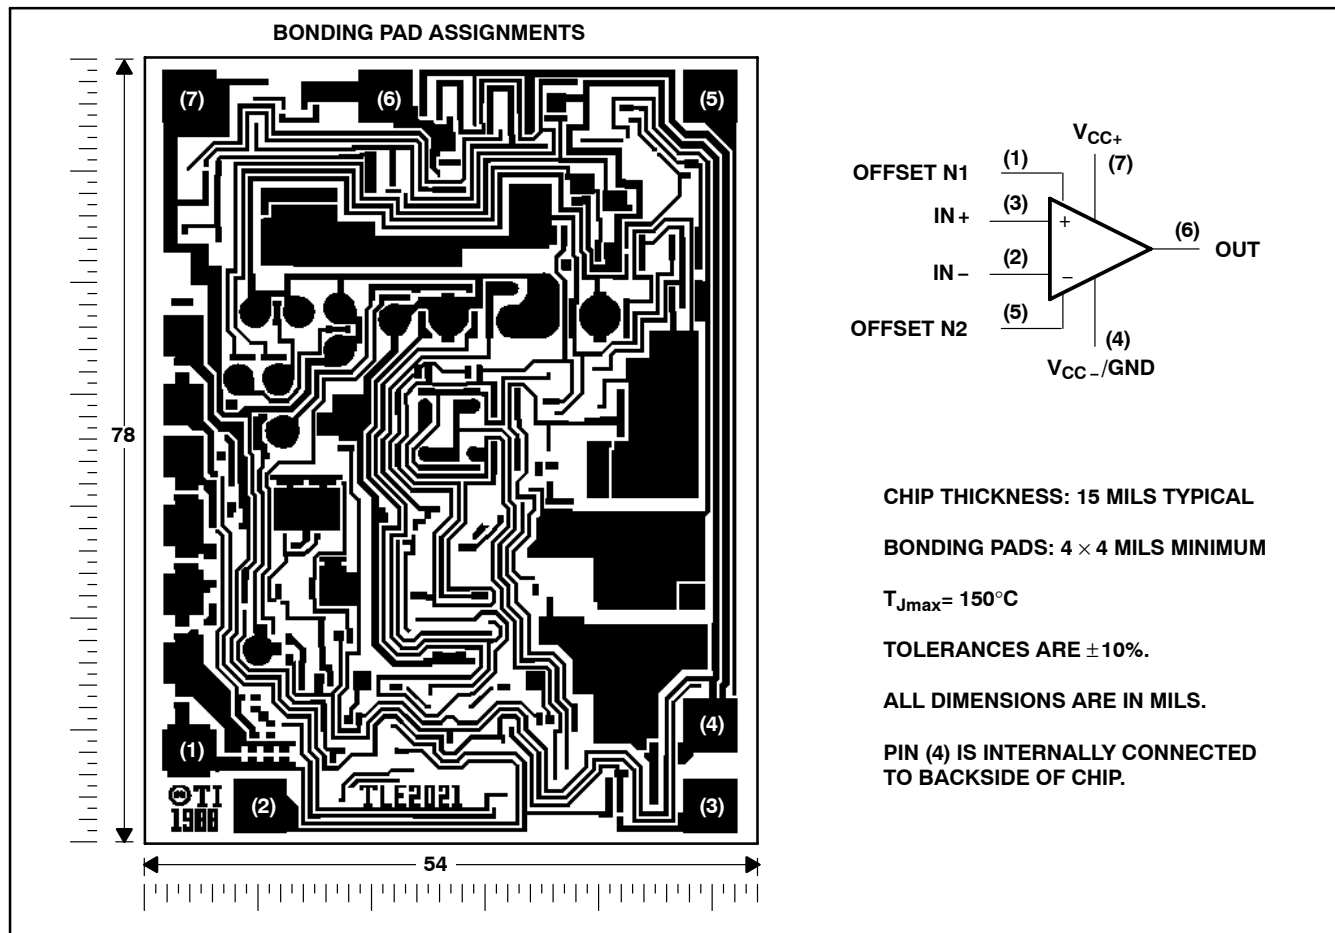 BONDING PAD ASSIGNMENTS
(7)
(6)
(5)
78
(4)
(1)
(2)
(3)
©TI
1988
TLE2021
54
VCC+
(7)
OFFSET N1
(1)
IN +
(3)
+
(6)
OUT
IN −
(2)
−
OFFSET N2
(5)
(4)
VCC −/GND
CHIP THICKNESS: 15 MILS TYPICAL
BONDING PADS: 4 × 4 MILS MINIMUM
TJmax= 150°C
TOLERANCES ARE ±10%.
ALL DIMENSIONS ARE IN MILS.
PIN (4) IS INTERNALLY CONNECTED
TO BACKSIDE OF CHIP.